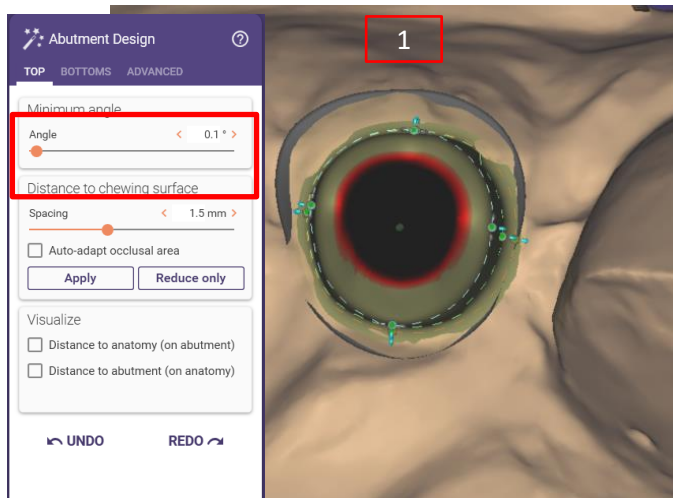 1
Abutment Design
TOP BOTTOMS ADVANCED
Minimum angle
Angle 0.1 °
Distance to chewing surface
Spacing 1.5 mm
Auto-adapt occlusal area
Apply Reduce only
Visualize
Distance to anatomy (on abutment)
Distance to abutment (on anatomy)
UNDO REDO